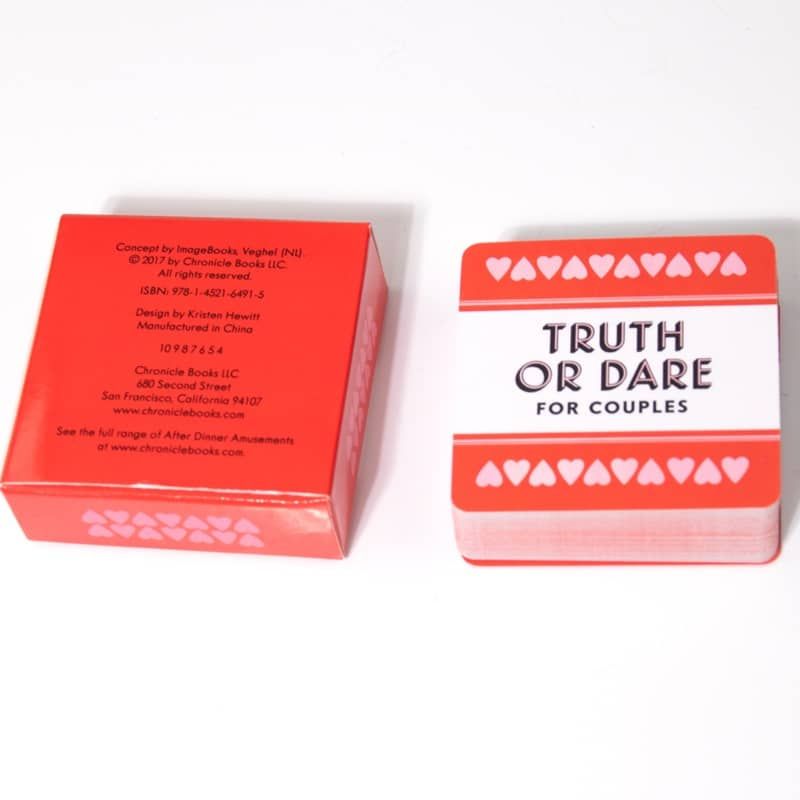 Concept by ImageBooks, Veghel (NL).
© 2017 by Chronicle Books LLC.
All rights reserved.
ISBN: 978-1-4521-6491-5
Design by Kristen Hewitt
Manufactured in China
10 9 8 7 6 5 4
Chronicle Books LLC
680 Second Street
San Francisco, California 94107
www.chroniclebooks.com
See the full range of After Dinner Amusements
at www.chroniclebooks.com.
TRUTH
OR DARE
FOR COUPLES